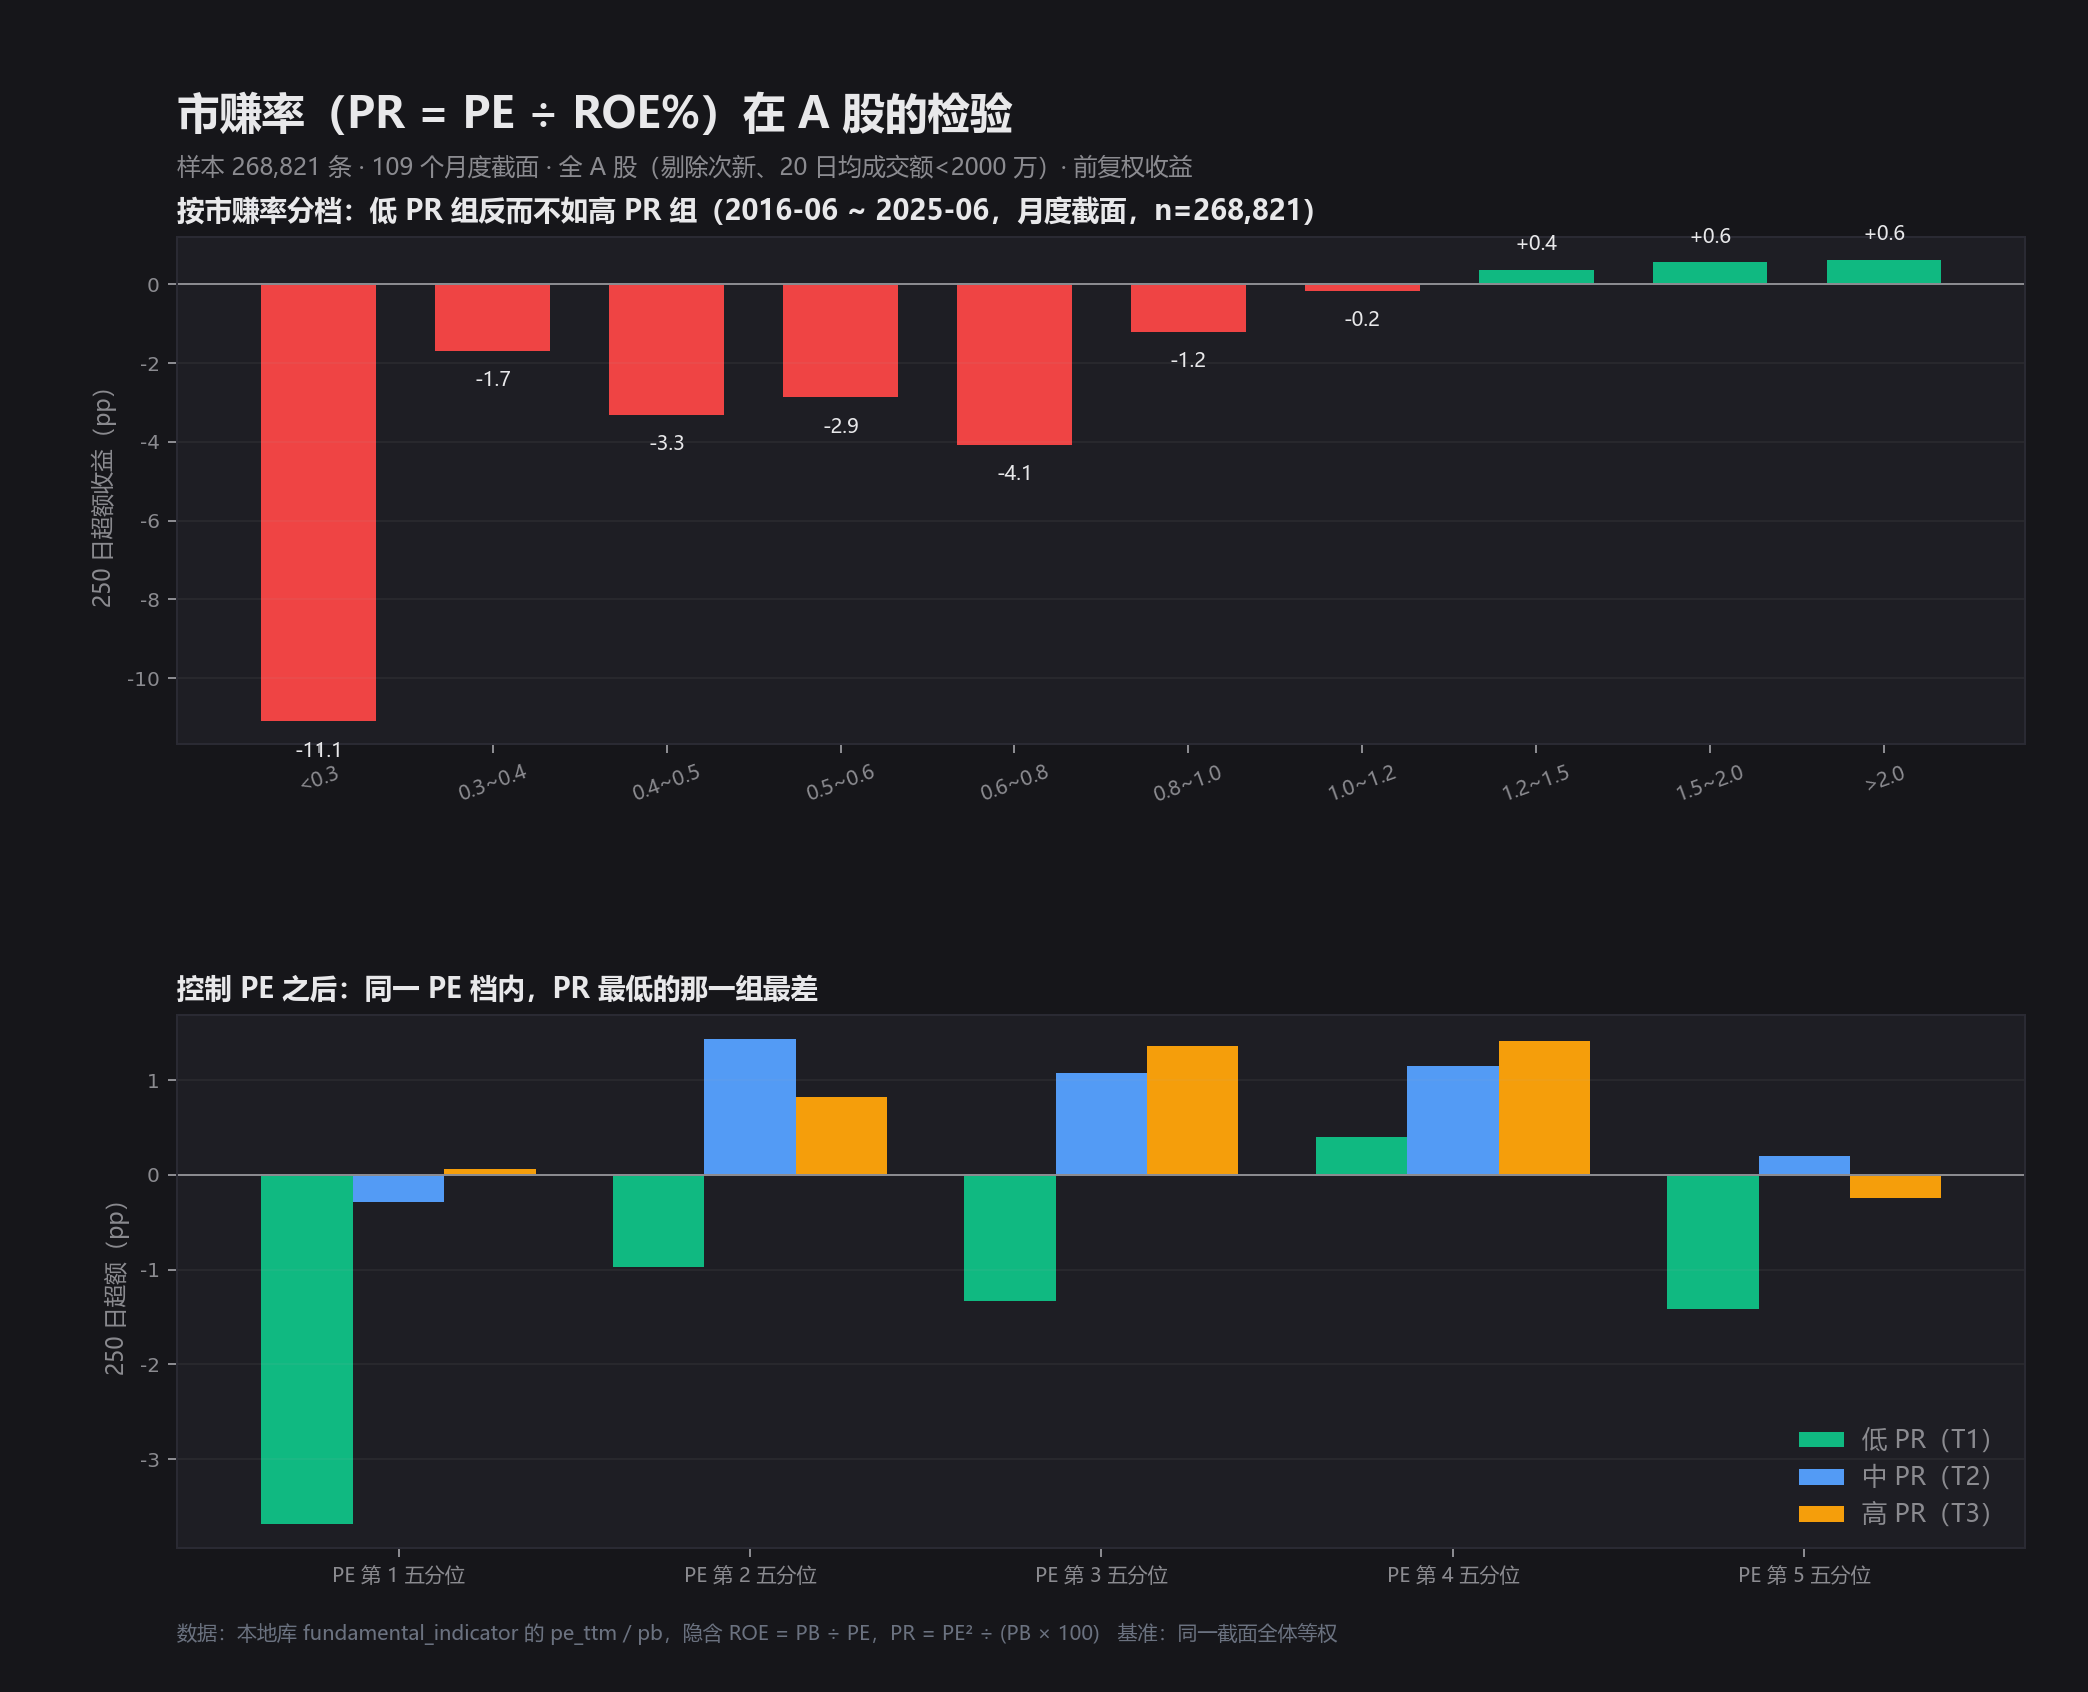 市赚率（PR = PE ÷ ROE%）在 A 股的检验
样本 268,821 条 · 109 个月度截面 · 全 A 股（剔除次新、20 日均成交额<2000 万）· 前复权收益
按市赚率分档：低 PR 组反而不如高 PR 组（2016-06 ~ 2025-06，月度截面，n=268,821）
250 日超额收益（pp）
0
-2
-4
-6
-8
-10
-11.1
-1.7
-3.3
-2.9
-4.1
-1.2
-0.2
+0.4
+0.6
+0.6
<0.3
0.3~0.4
0.4~0.5
0.5~0.6
0.6~0.8
0.8~1.0
1.0~1.2
1.2~1.5
1.5~2.0
>2.0
控制 PE 之后：同一 PE 档内，PR 最低的那一组最差
250 日超额（pp）
1
0
-1
-2
-3
低 PR（T1）
中 PR（T2）
高 PR（T3）
PE 第 1 五分位
PE 第 2 五分位
PE 第 3 五分位
PE 第 4 五分位
PE 第 5 五分位
数据：本地库 fundamental_indicator 的 pe_ttm / pb，隐含 ROE = PB ÷ PE，PR = PE² ÷ (PB × 100)   基准：同一截面全体等权